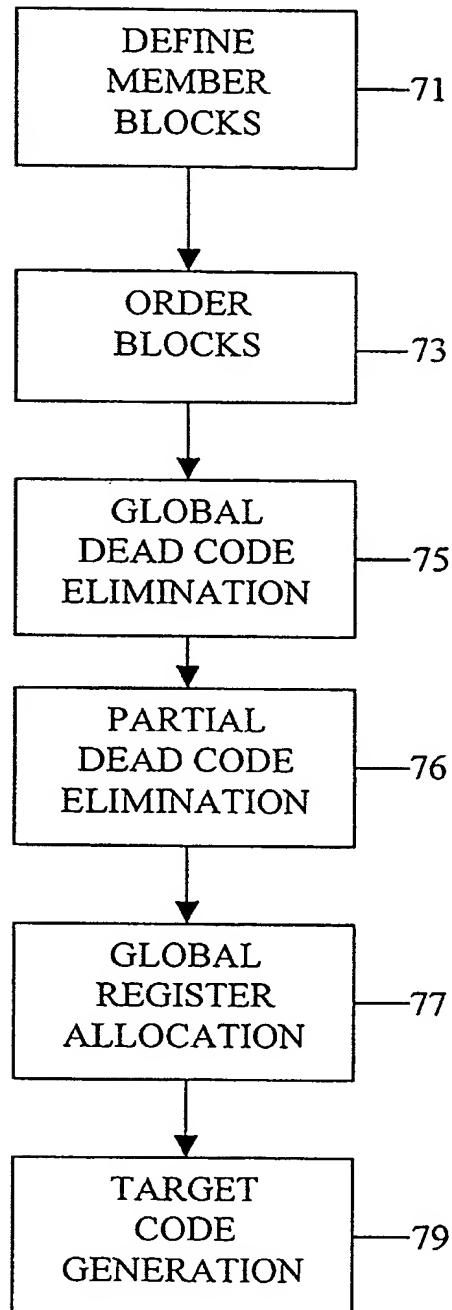 DEFINE
MEMBER
BLOCKS
71
ORDER
BLOCKS
73
GLOBAL
DEAD CODE
ELIMINATION
75
PARTIAL
DEAD CODE
ELIMINATION
76
GLOBAL
REGISTER
ALLOCATION
77
TARGET
CODE
GENERATION
79